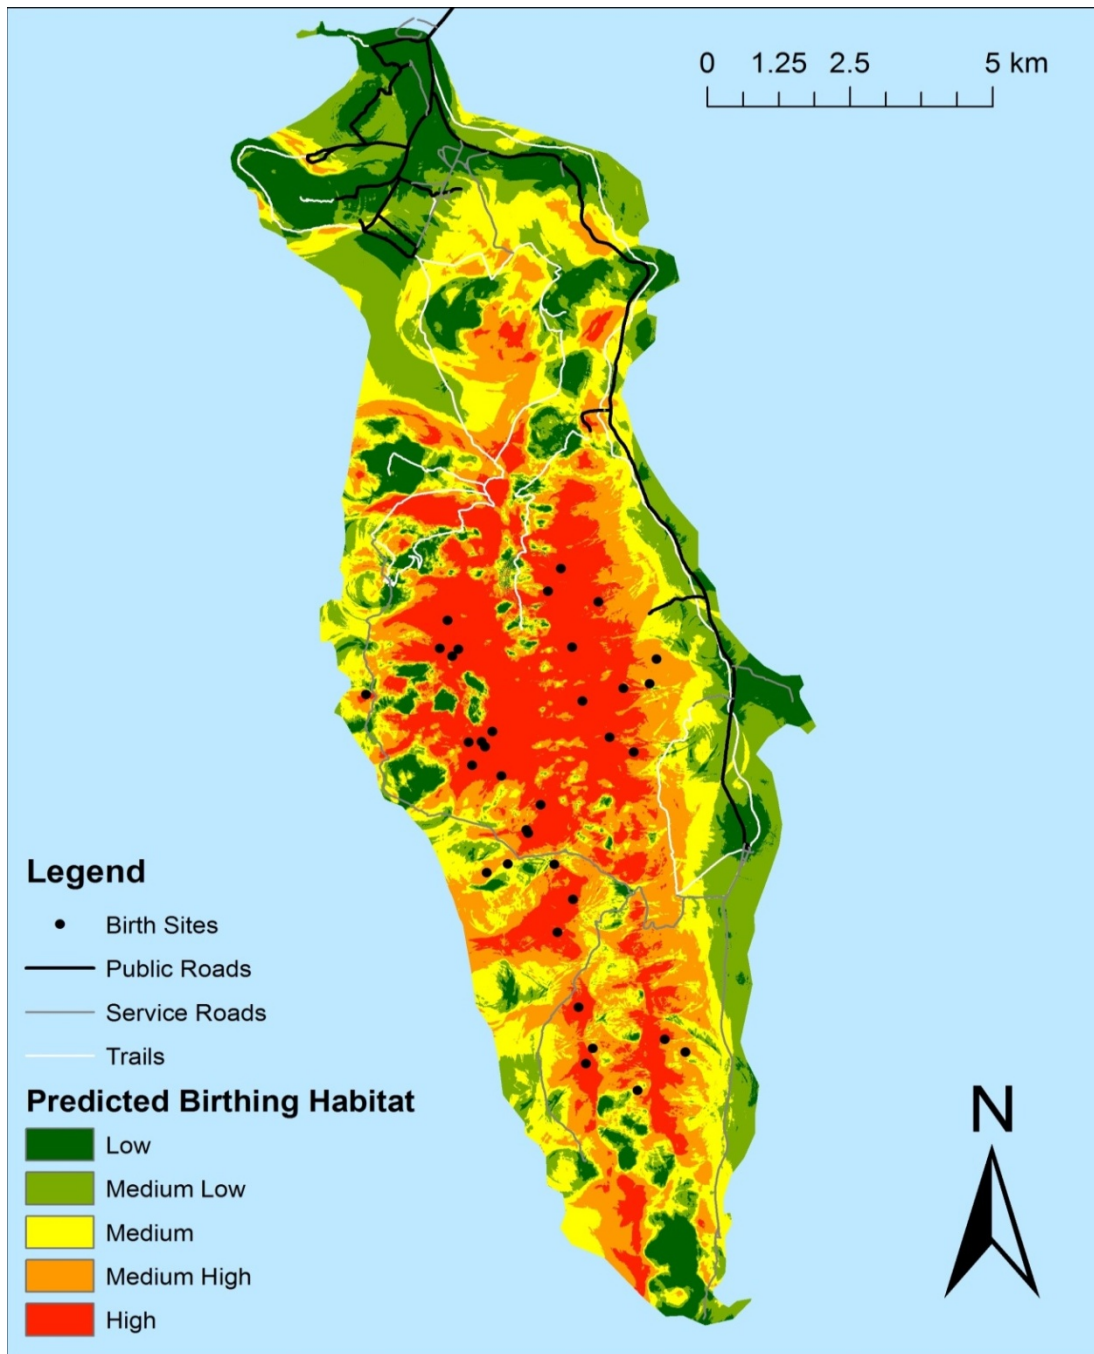 0 1.25 2.5 5 km
Legend
Birth Sites
Public Roads
Service Roads
Trails
Predicted Birthing Habitat
Low
Medium Low
Medium
Medium High
High
N